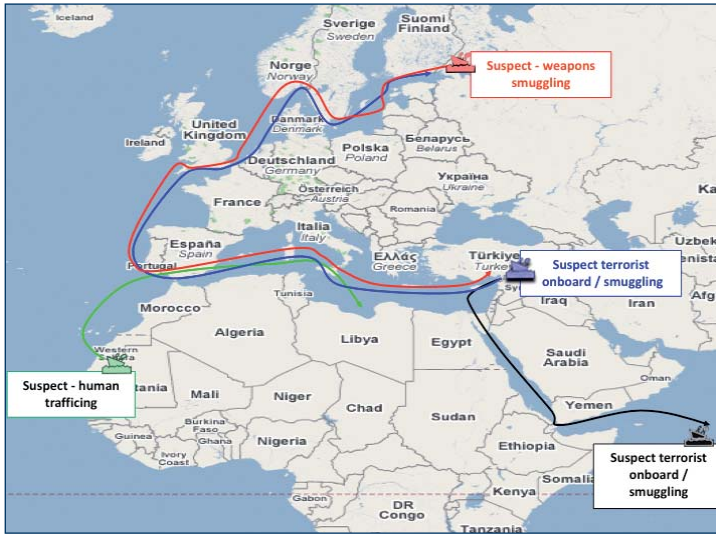 Iceland
Sverige
Sweden
Suomi
Finland
Suspect - weapons
smuggling
Norge
Norway
United
Kingdom
Danmark
Denmark
Ireland
Беларусь
Belarus
Polska
Poland
Deutschland
Germany
Україна
Ukraine
Österreich
Austria
France
Romania
Italia
Italy
España
Spain
Portugal
Ελλάς
Greece
Türkiye
Suspect terrorist
onboard / smuggling
Tunisia
Iraq
Iran
Morocco
Algeria
Libya
Egypt
Western
Saudi
Arabia
Oman
Suspect - human
trafficking
Mali
Niger
Chad
Sudan
Yemen
Burkina
Faso
Guinea
Ghana
Nigeria
Ivory
Coast
Ethiopia
Suspect terrorist
onboard /
smuggling
Gabon
Kenya
DR
Congo
Tanzania